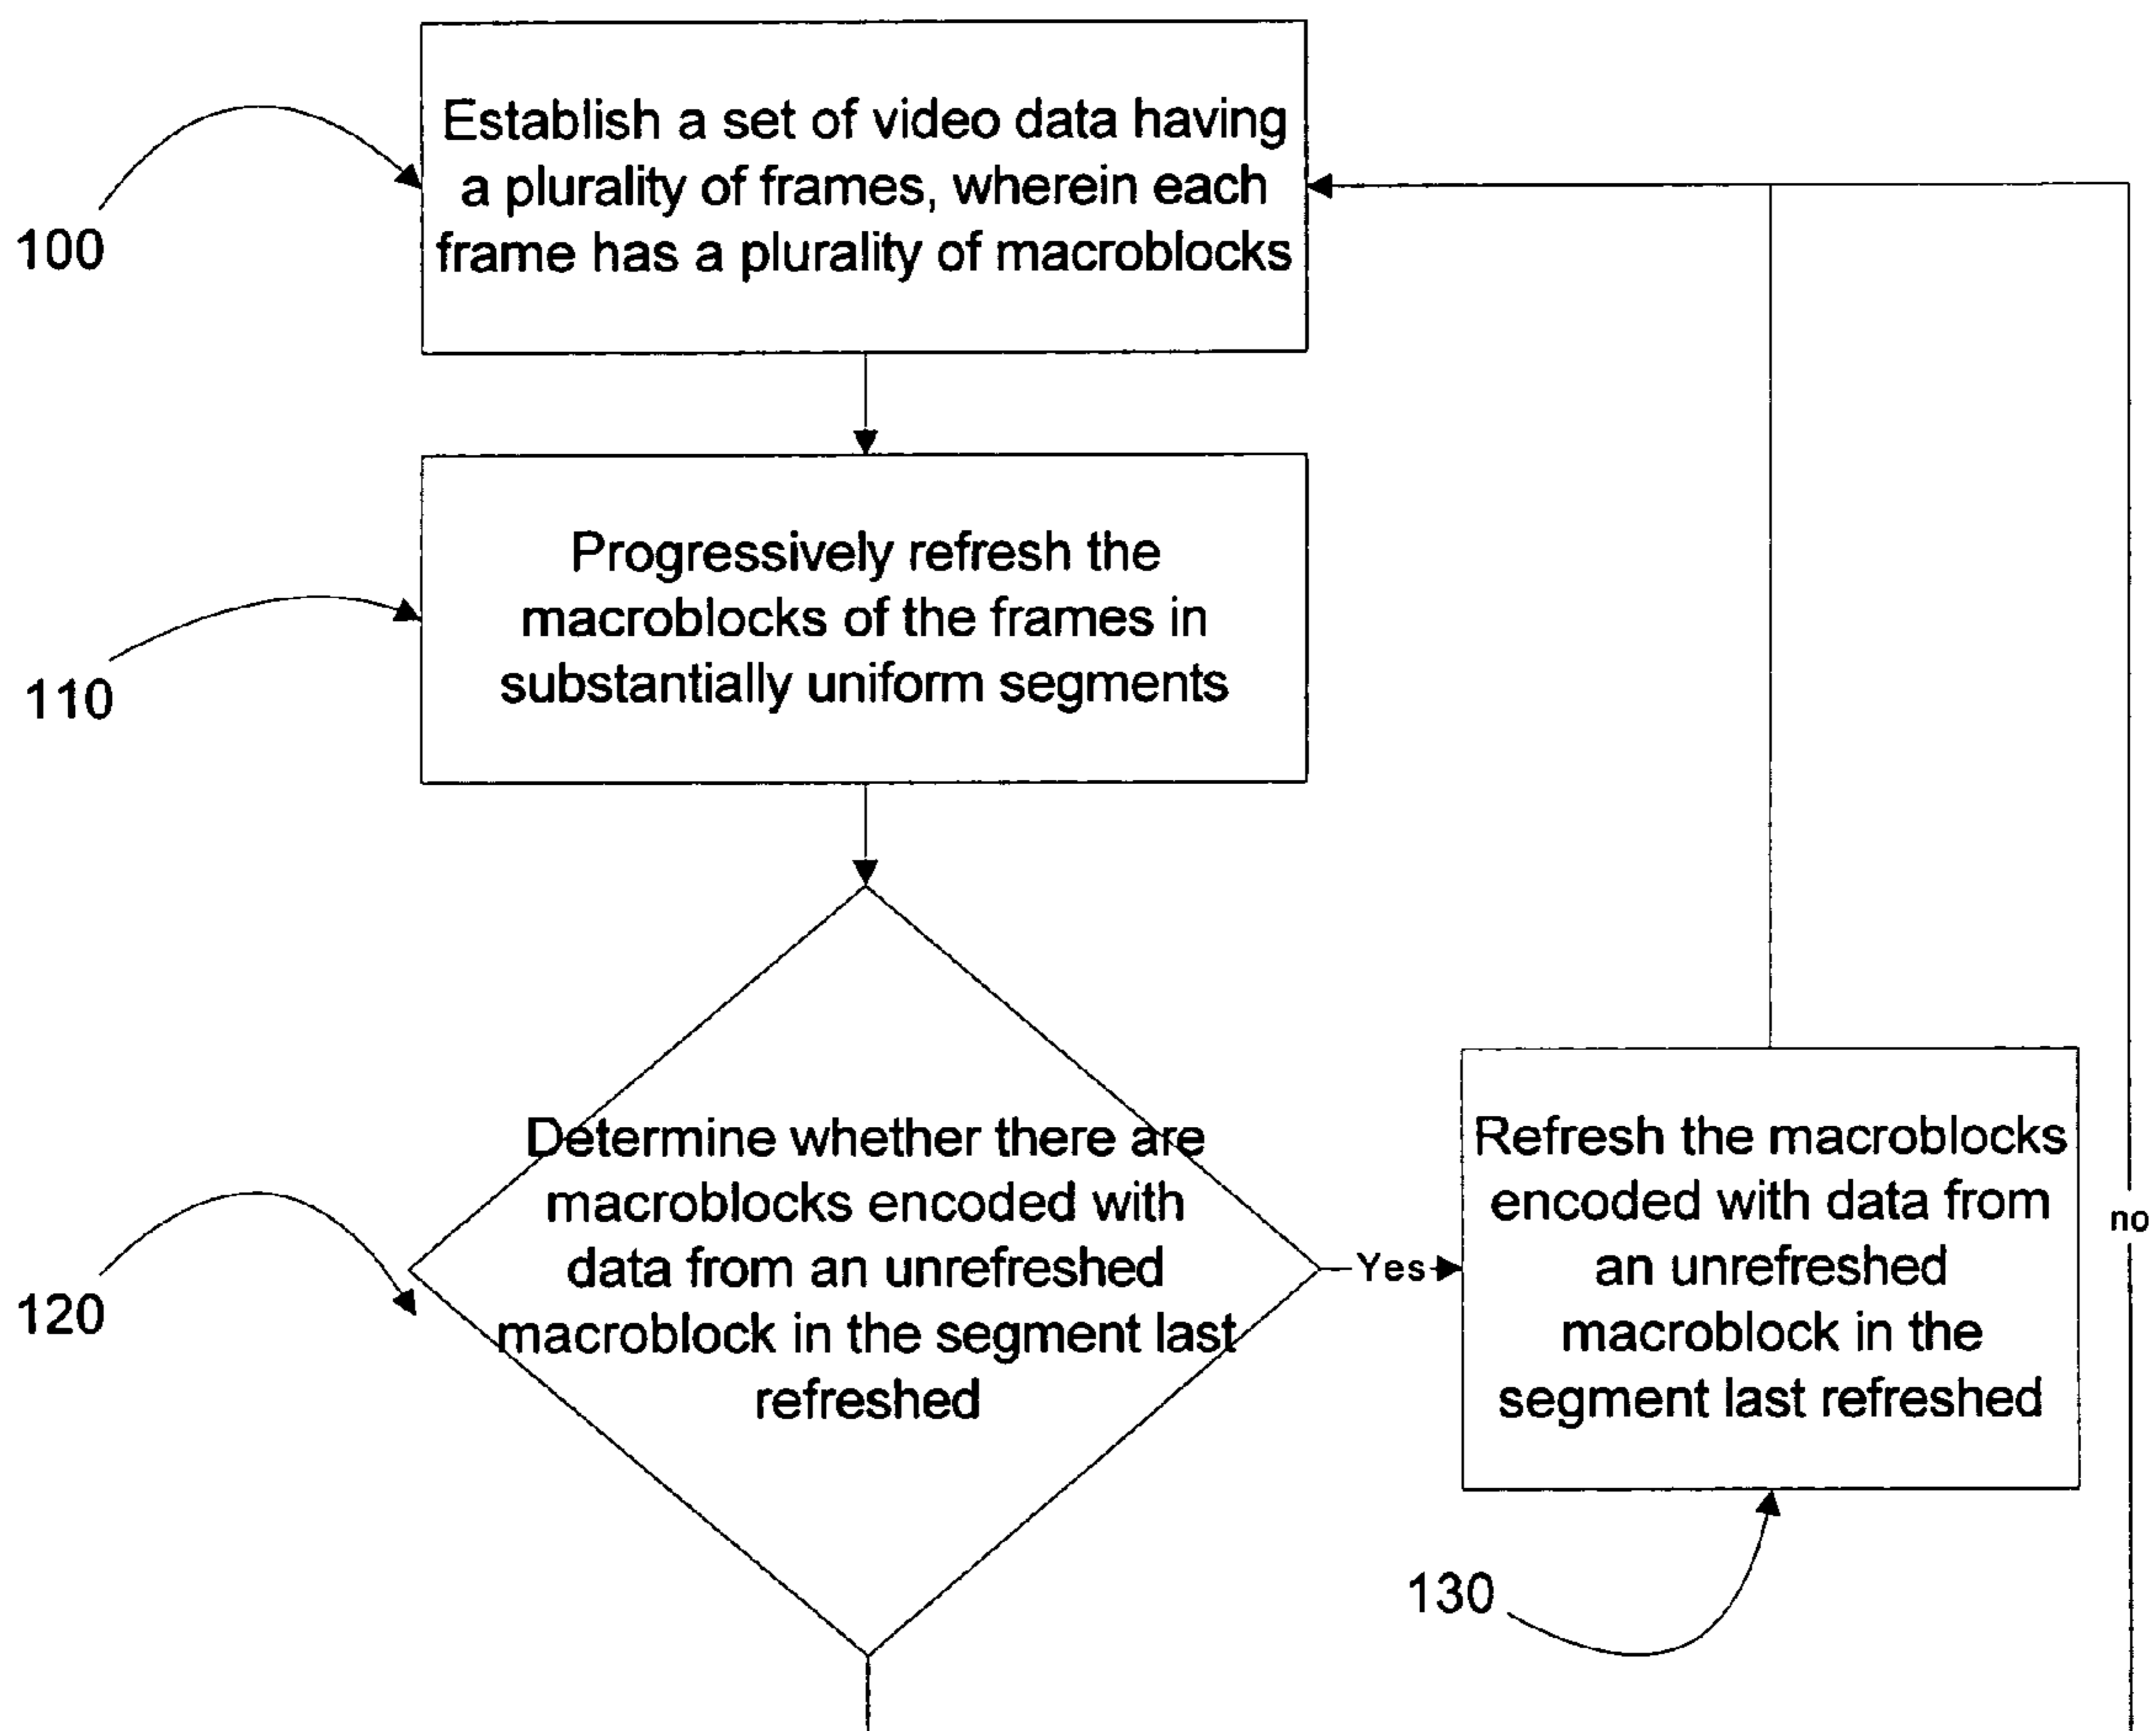 Establish a set of video data having
a plurality of frames, wherein each
frame has a plurality of macroblocks
100
Progressively refresh the
macroblocks of the frames in
substantially uniform segments
110
Determine whether there are
macroblocks encoded with
data from an unrefreshed
macroblock in the segment last
refreshed
120
Yes
Refresh the macroblocks
encoded with data from
an unrefreshed
macroblock in the
segment last refreshed
no
130